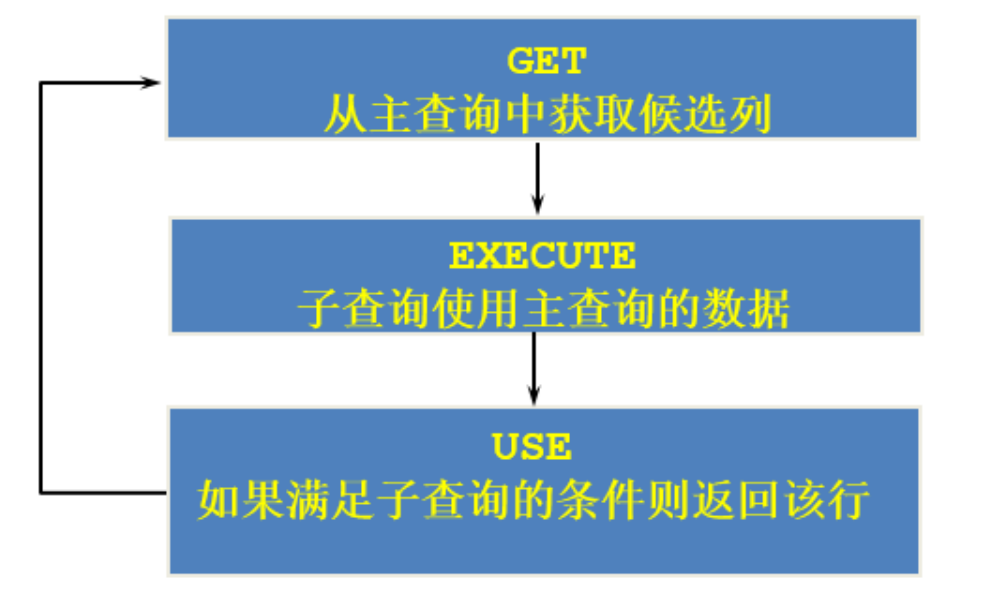 GET
从主查询中获取候选列
EXECUTE
子查询使用主查询的数据
USE
如果满足子查询的条件则返回该行